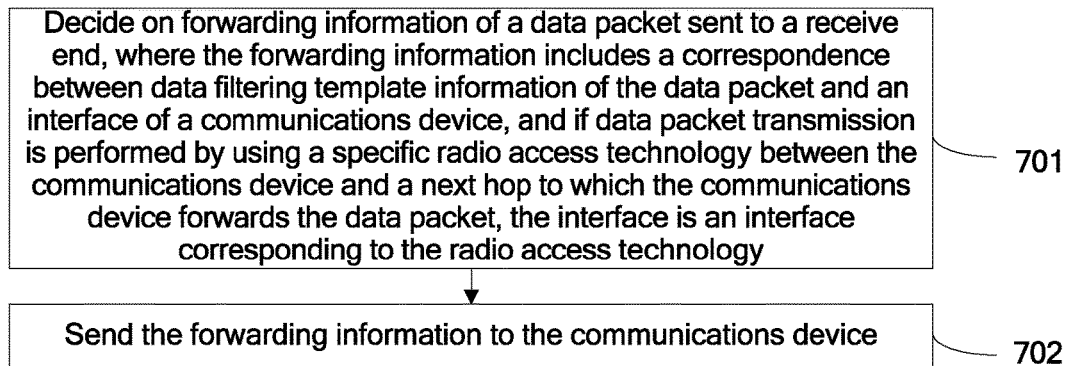 Decide on forwarding information of a data packet sent to a receive
end, where the forwarding information includes a correspondence
between data filtering template information of the data packet and an
interface of a communications device, and if data packet transmission
is performed by using a specific radio access technology between the
communications device and a next hop to which the communications
device forwards the data packet, the interface is an interface
corresponding to the radio access technology
701
Send the forwarding information to the communications device
702